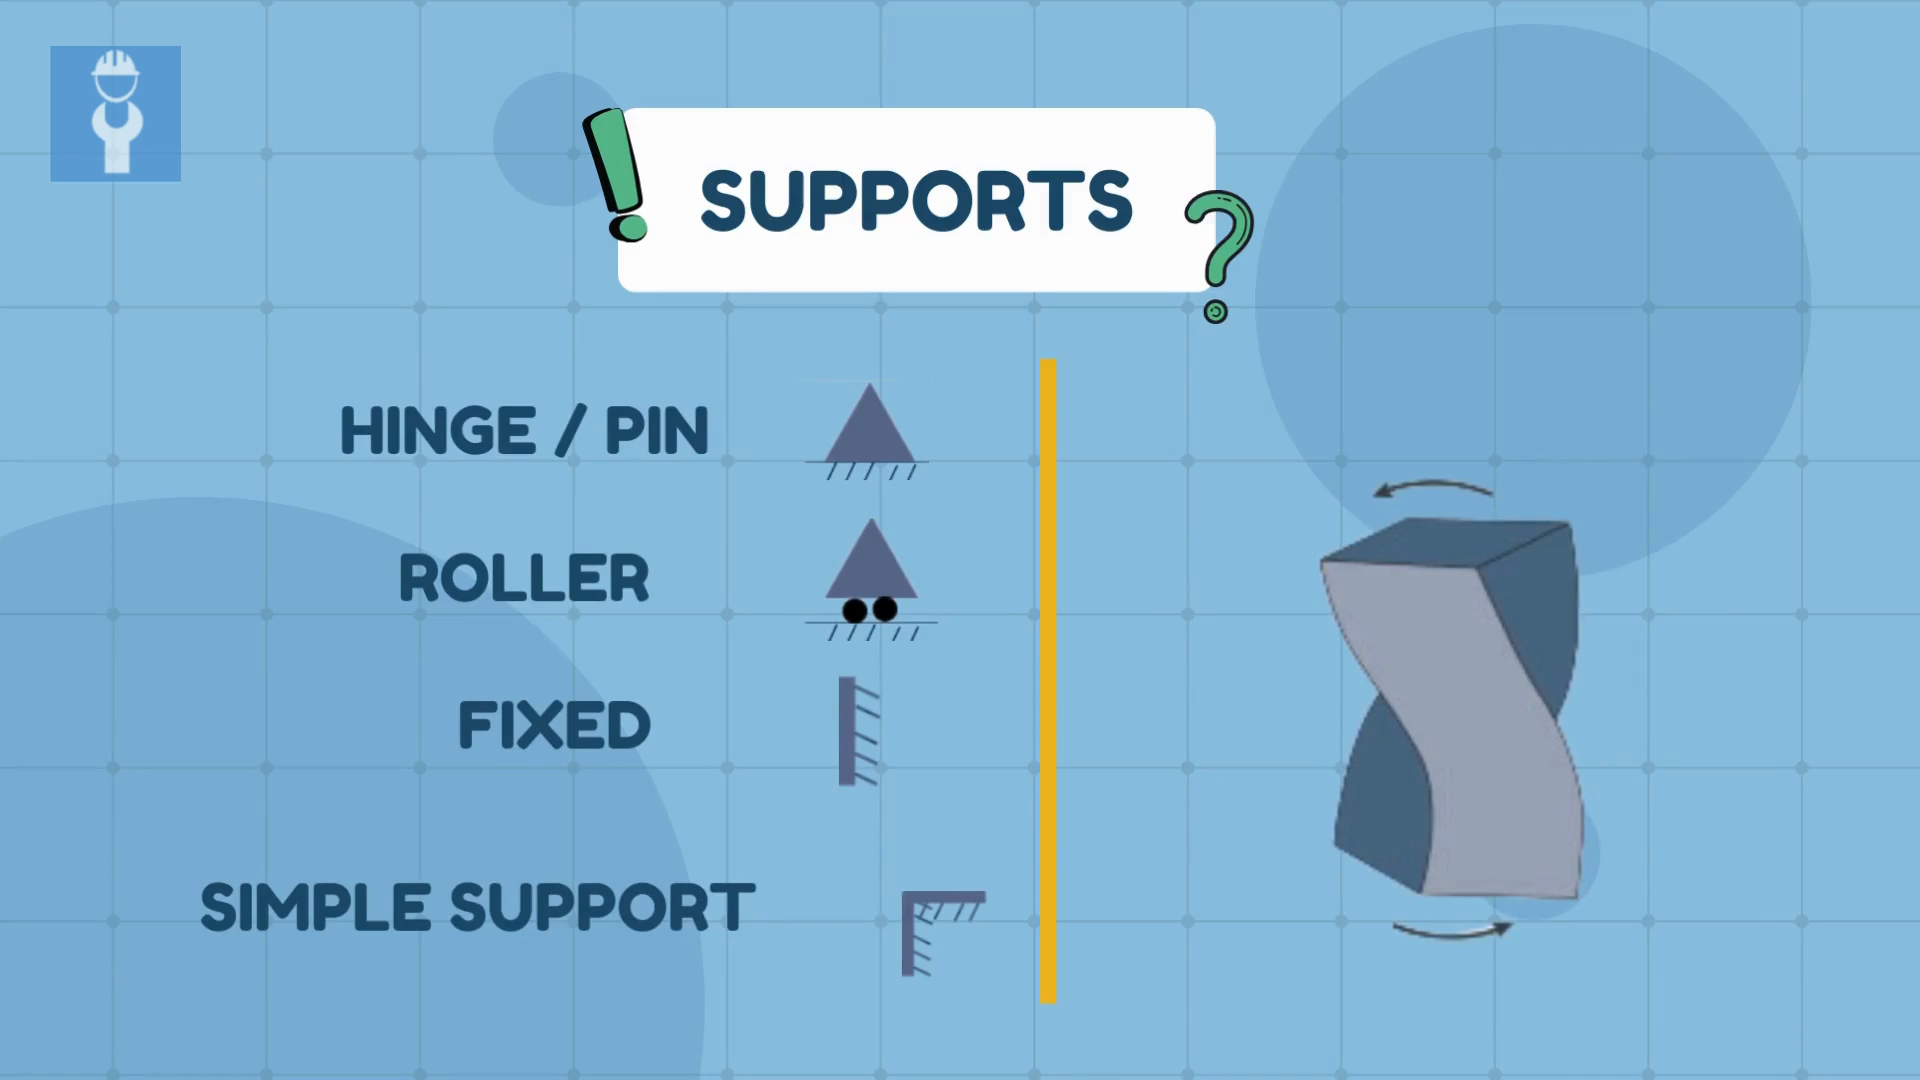 SUPPORTS
HINGE / PIN
ROLLER
FIXED
SIMPLE SUPPORT